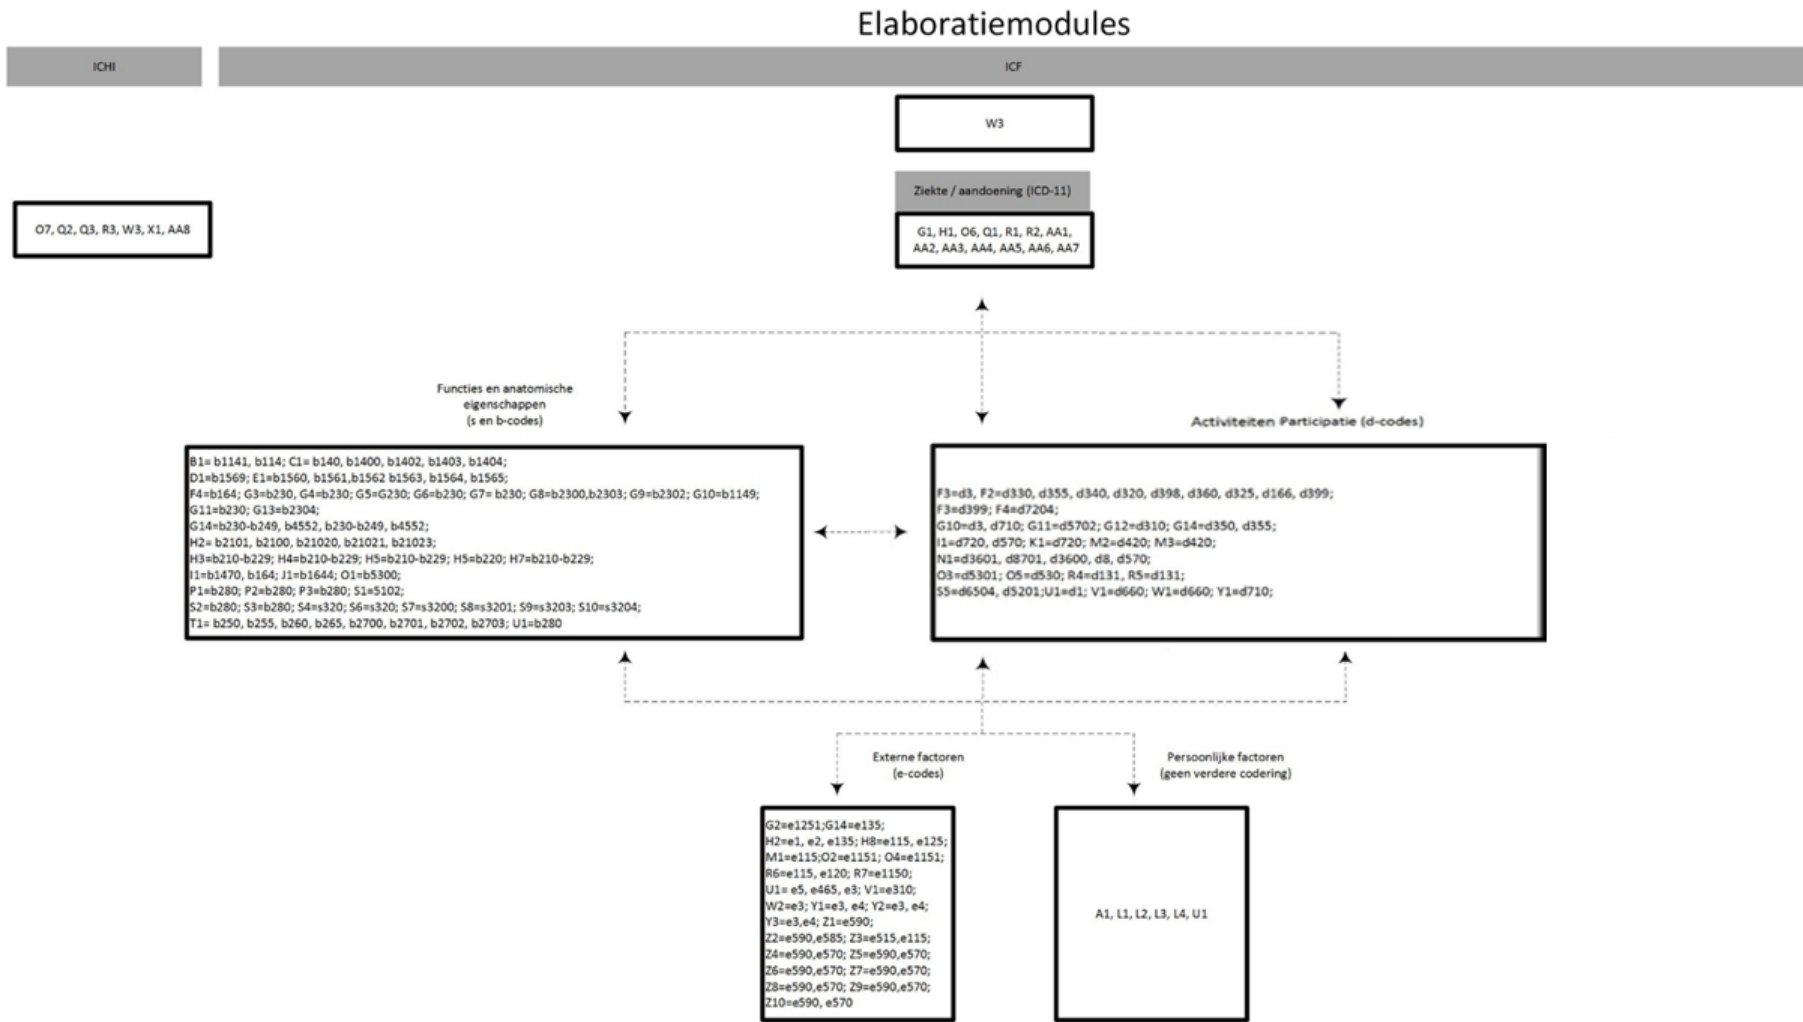 Elaboratiemodules
ICHI
ICF
W3
Ziekte / aandoening (ICD-11)
O7, Q2, Q3, R3, W3, X1, AA8
G1, H1, O6, Q1, R1, R2, AA1,
AA2, AA3, AA4, AA5, AA6, AA7
Functies en anatomische
eigenschappen
(s en b-codes)
Activiteiten Participatie (d-codes)
B1= b1141, b114; C1= b140, b1400, b1402, b1403, b1404;
D1=b1569; E1=b1560, b1561,b1562 b1563, b1564, b1565;
F4=b164; G3=b230, G4=b230; G5=G230; G6=b230; G7= b230; G8=b2300,b2303; G9=b2302; G10=b1149;
G11=b230; G13=b2304;
G14=b230-b249, b4552, b230-b249, b4552;
H2= b2101, b2100, b21020, b21021, b21023;
H3=b210-b229; H4=b210-b229; H5=b210-b229; H5=b220; H7=b210-b229;
I1=b1470, b164; J1=b1644; O1=b5300;
P1=b280; P2=b280; P3=b280; S1=5102;
S2=b280; S3=b280; S4=s320; S6=s320; S7=s3200; S8=s3201; S9=s3203; S10=s3204;
T1= b250, b255, b260, b265, b2700, b2701, b2702, b2703; U1=b280
F3=d3, F2=d330, d355, d340, d320, d398, d360, d325, d166, d399;
F3=d399; F4=d7204;
G10=d3, d710; G11=d5702; G12=d310; G14=d350, d355;
I1=d720, d570; K1=d720; M2=d420; M3=d420;
N1=d3601, d8701, d3600, d8, d570;
O3=d5301; O5=d530; R4=d131, R5=d131;
S5=d6504, d5201;U1=d1; V1=d660; W1=d660; Y1=d710;
Externe factoren
(e-codes)
Persoonlijke factoren
(geen verdere codering)
G2=e1251;G14=e135;
H2=e1, e2, e135; H8=e115, e125;
M1=e115;O2=e1151; O4=e1151;
R6=e115, e120; R7=e1150;
U1= e5, e465, e3; V1=e310;
W2=e3; Y1=e3, e4; Y2=e3, e4;
Y3=e3,e4; Z1=e590;
Z2=e590,e585; Z3=e515,e115;
Z4=e590,e570; Z5=e590,e570;
Z6=e590,e570; Z7=e590,e570;
Z8=e590,e570; Z9=e590,e570;
Z10=e590, e570
A1, L1, L2, L3, L4, U1